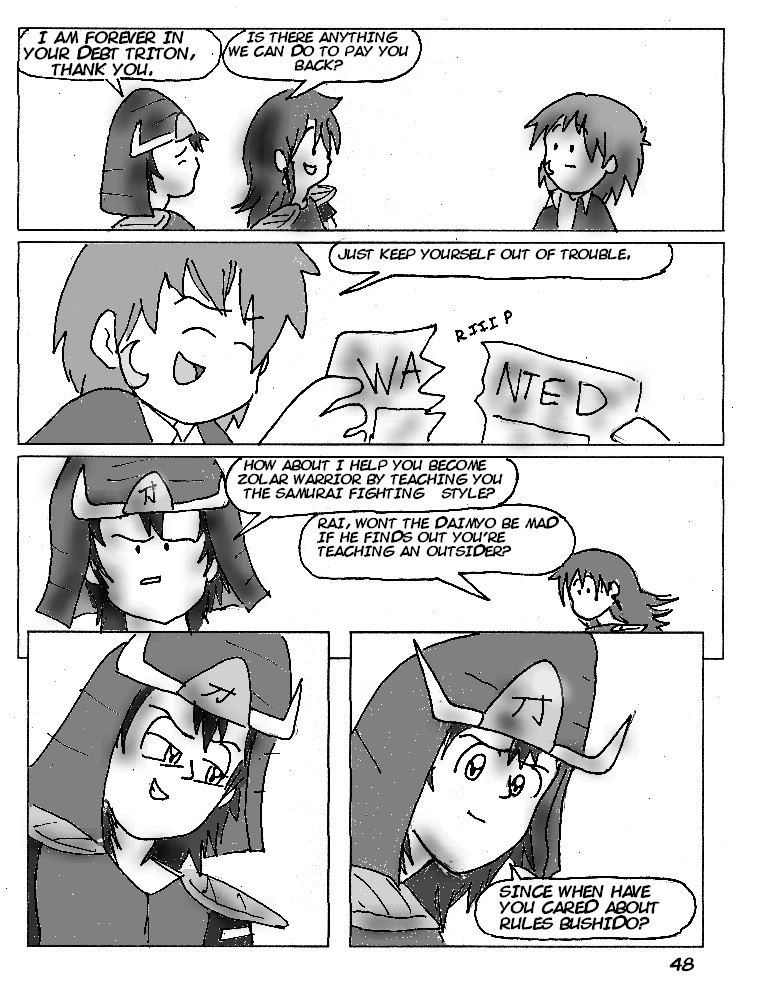 I AM FOREVER IN
YOUR DEBT TRITON,
THANK YOU.
IS THERE ANYTHING
WE CAN DO TO PAY YOU
BACK?
JUST KEEP YOURSELF OUT OF TROUBLE.
RIIIP
WA
NTED
HOW ABOUT I HELP YOU BECOME
ZOLAR WARRIOR BY TEACHING YOU
THE SAMURAI FIGHTING STYLE?
RAI, WONT THE DAIMYO BE MAD
IF HE FINDS OUT YOU'RE
TEACHING AN OUTSIDER?
SINCE WHEN HAVE
YOU CARED ABOUT
RULES BUSHIDO?
48